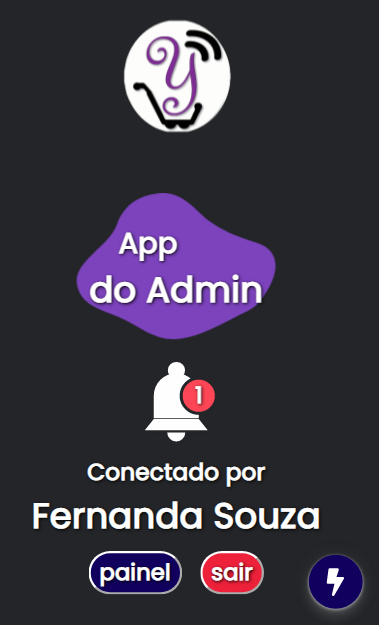 Y
App
do Admin
1
Conectado por
Fernanda Souza
painel sair